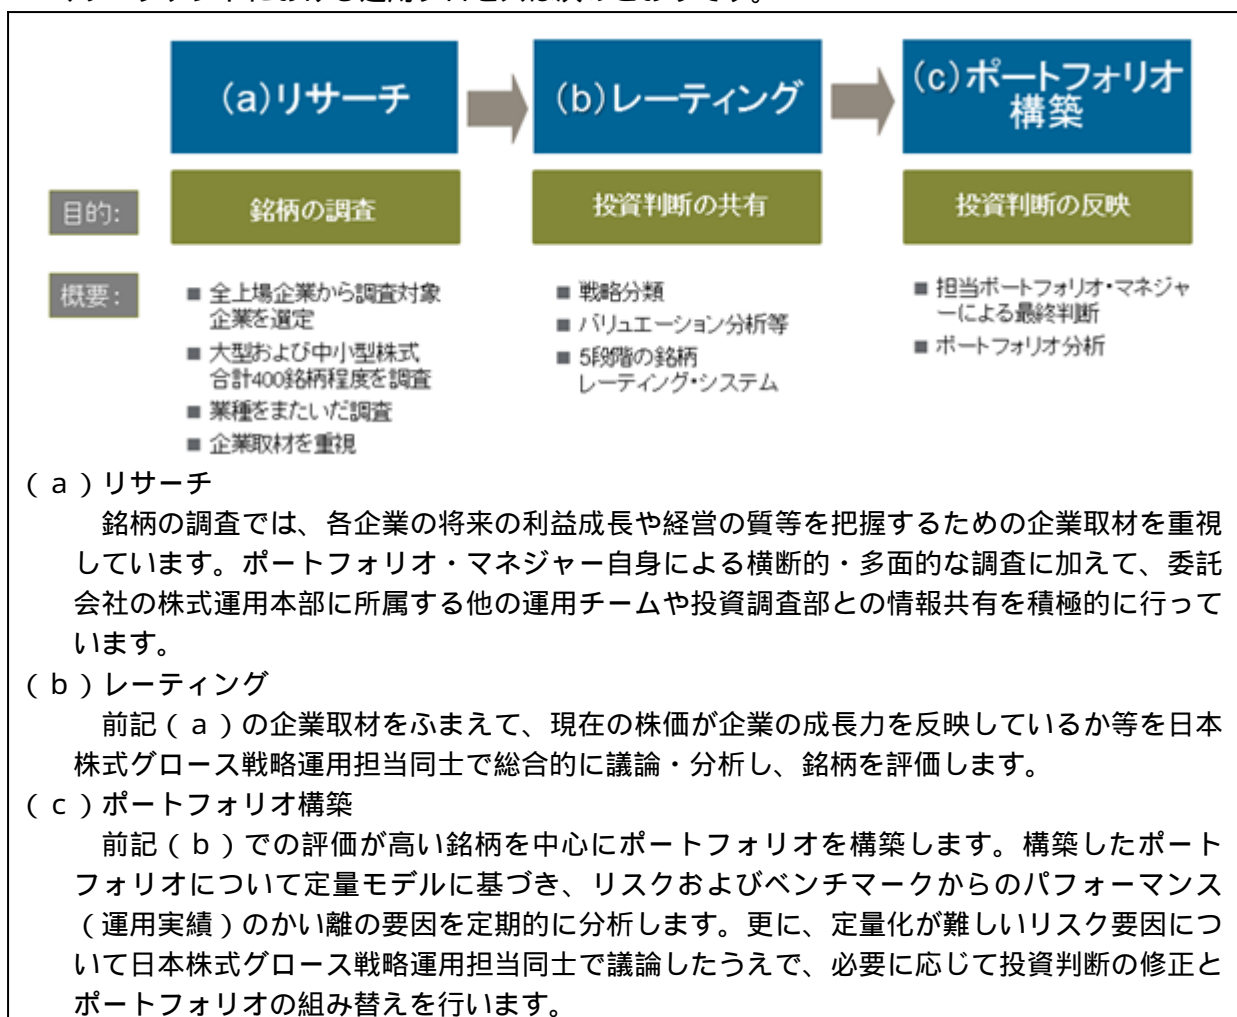 (a)リサーチ
(b)レーティング
(c)ポートフォリオ
構築
目的:
銘柄の調査
投資判断の共有
投資判断の反映
概要:
■ 全上場企業から調査対象
企業を選定
■ 大型および中小型株式
合計400銘柄程度を調査
■ 業種をまたいだ調査
■ 企業取材を重視
■ 戦略分類
■ バリュエーション分析等
■ 5段階の銘柄
レーティング・システム
■ 担当ポートフォリオ・マネジャ
ーによる最終判断
■ ポートフォリオ分析
(a)リサーチ
銘柄の調査では、各企業の将来の利益成長や経営の質等を把握するための企業取材を重視
しています。ポートフォリオ・マネジャー自身による横断的・多面的な調査に加えて、委託
会社の株式運用本部に所属する他の運用チームや投資調査部との情報共有を積極的に行って
います。
(b)レーティング
前記(a)の企業取材をふまえて、現在の株価が企業の成長力を反映しているか等を日本
株式グロース戦略運用担当同士で総合的に議論・分析し、銘柄を評価します。
(c)ポートフォリオ構築
前記(b)での評価が高い銘柄を中心にポートフォリオを構築します。構築したポート
フォリオについて定量モデルに基づき、リスクおよびベンチマークからのパフォーマンス
(運用実績)のかい離の要因を定期的に分析します。更に、定量化が難しいリスク要因につ
いて日本株式グロース戦略運用担当同士で議論したうえで、必要に応じて投資判断の修正と
ポートフォリオの組み替えを行います。